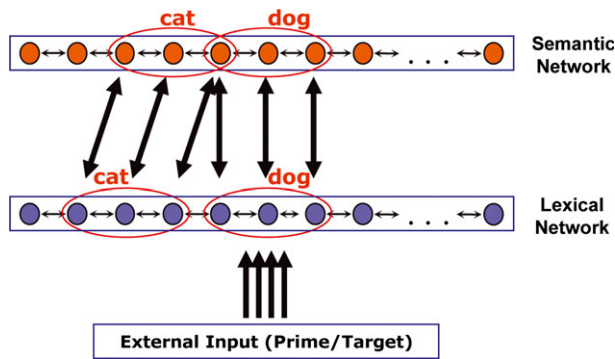 cat dog
Semantic
Network
cat dog
Lexical
Network
External Input (Prime/Target)